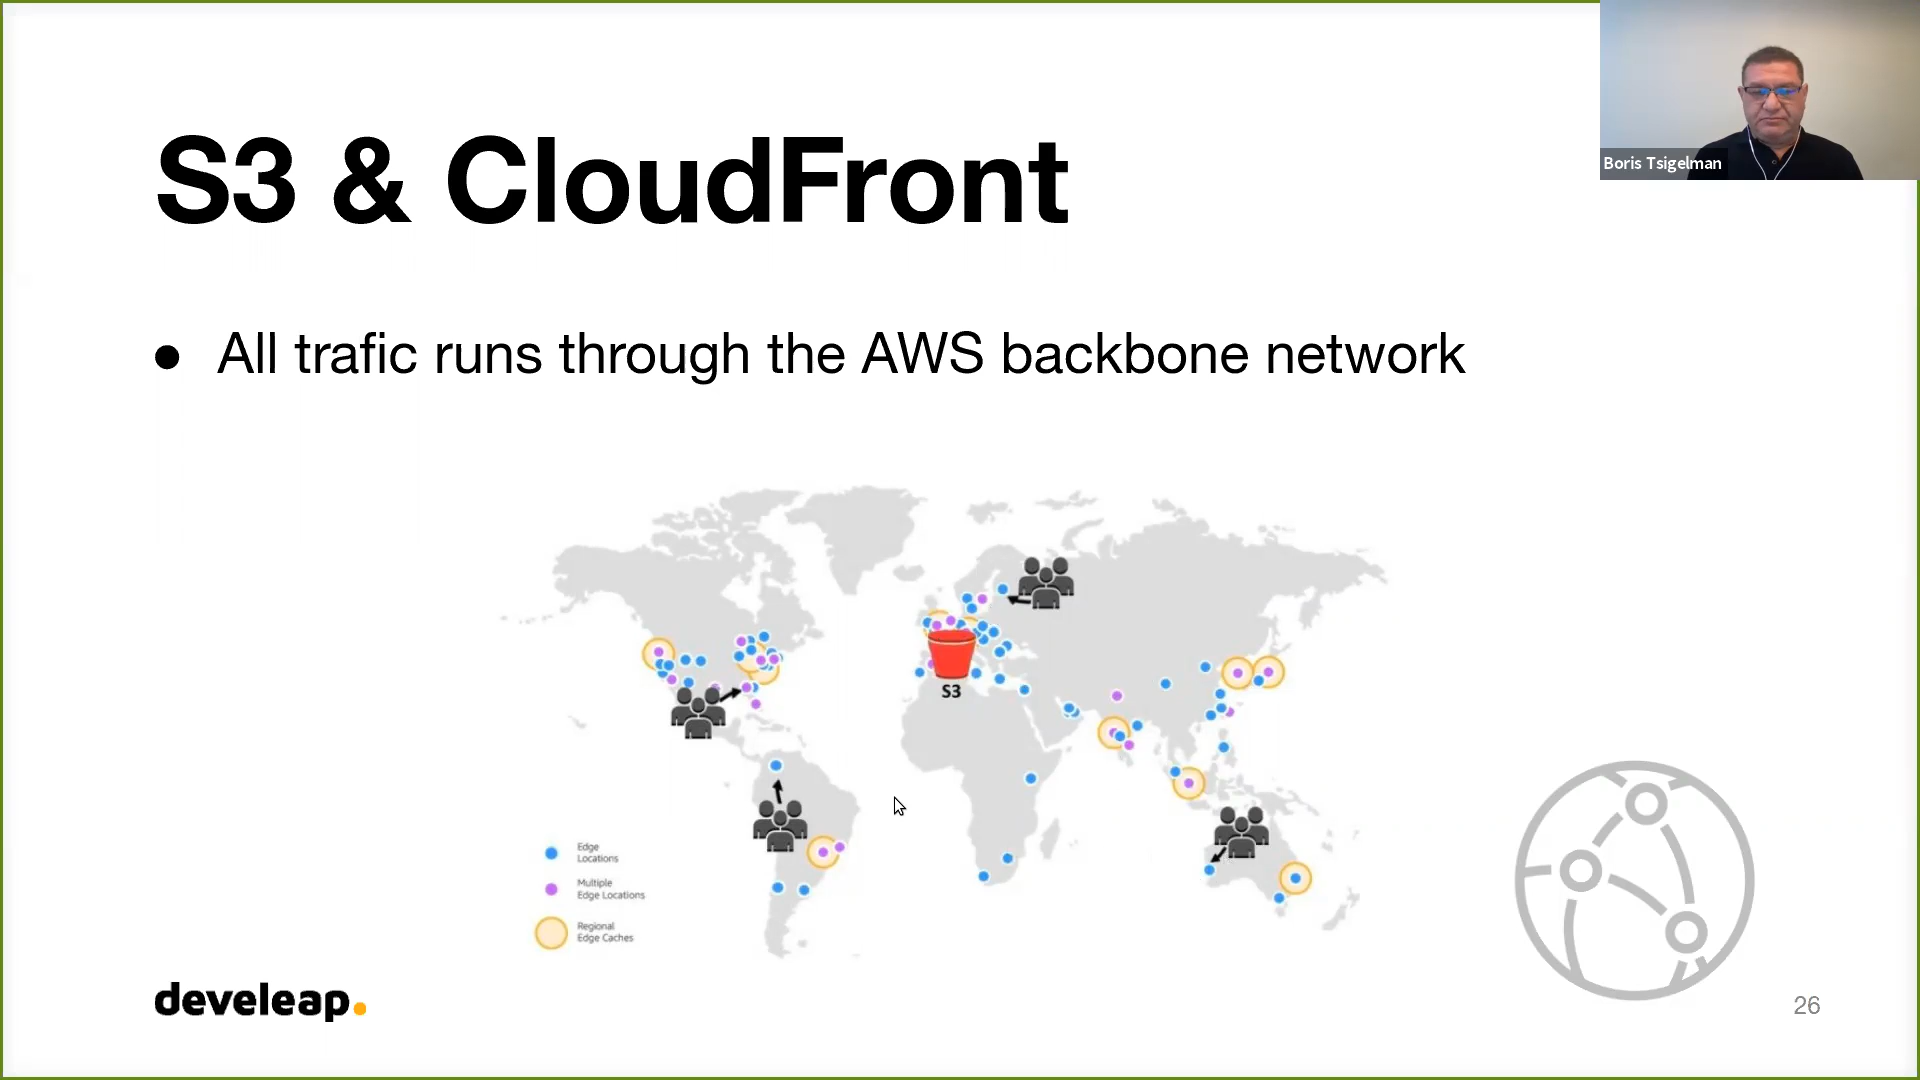 Boris Tsigelman
S3 & CloudFront
● All trafic runs through the AWS backbone network
S3
Edge
Locations
Multiple
Edge Locations
Regional
Edge Caches
develeap.
26